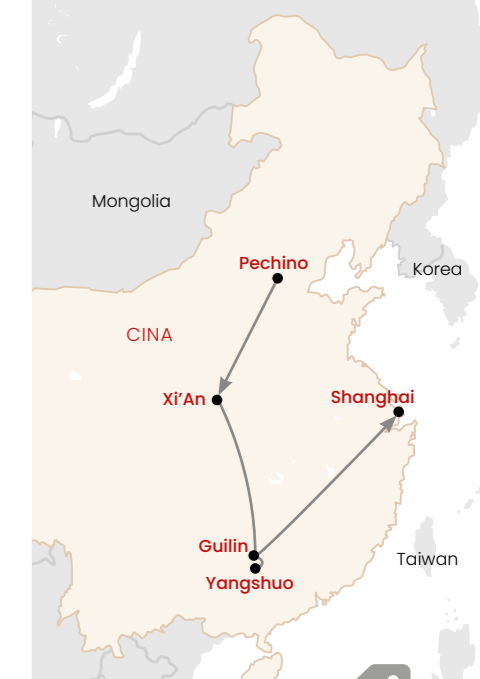 Mongolia
Pechino
Korea
CINA
Xi'An
Shanghai
Guilin
Taiwan
Yangshuo